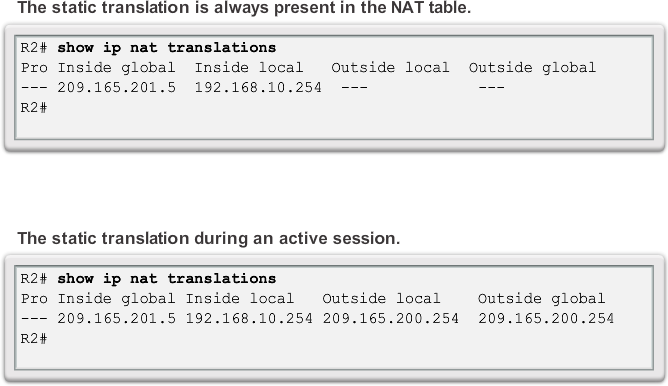 The static translation is always present in the NAT table.
R2# show ip nat translations
Pro Inside global  Inside local   Outside local  Outside global
--- 209.165.201.5  192.168.10.254  ---            ---
R2#
The static translation during an active session.
R2# show ip nat translations
Pro Inside global Inside local   Outside local    Outside global
--- 209.165.201.5 192.168.10.254 209.165.200.254  209.165.200.254
R2#